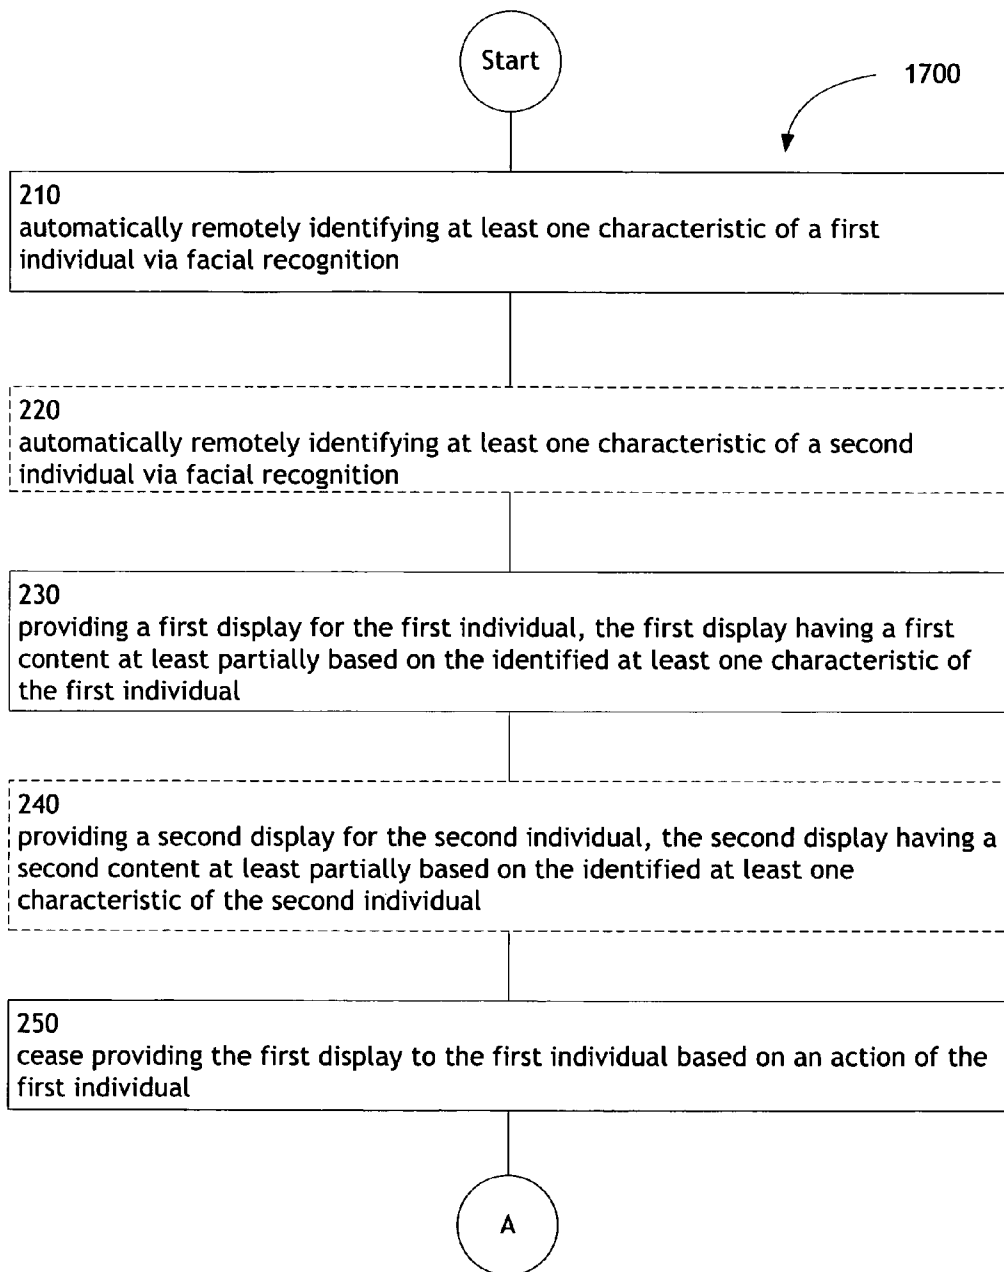 Start
1700
210
automatically remotely identifying at least one characteristic of a first
individual via facial recognition
220
automatically remotely identifying at least one characteristic of a second
individual via facial recognition
230
providing a first display for the first individual, the first display having a first
content at least partially based on the identified at least one characteristic of
the first individual
240
providing a second display for the second individual, the second display having a
second content at least partially based on the identified at least one
characteristic of the second individual
250
cease providing the first display to the first individual based on an action of the
first individual
A